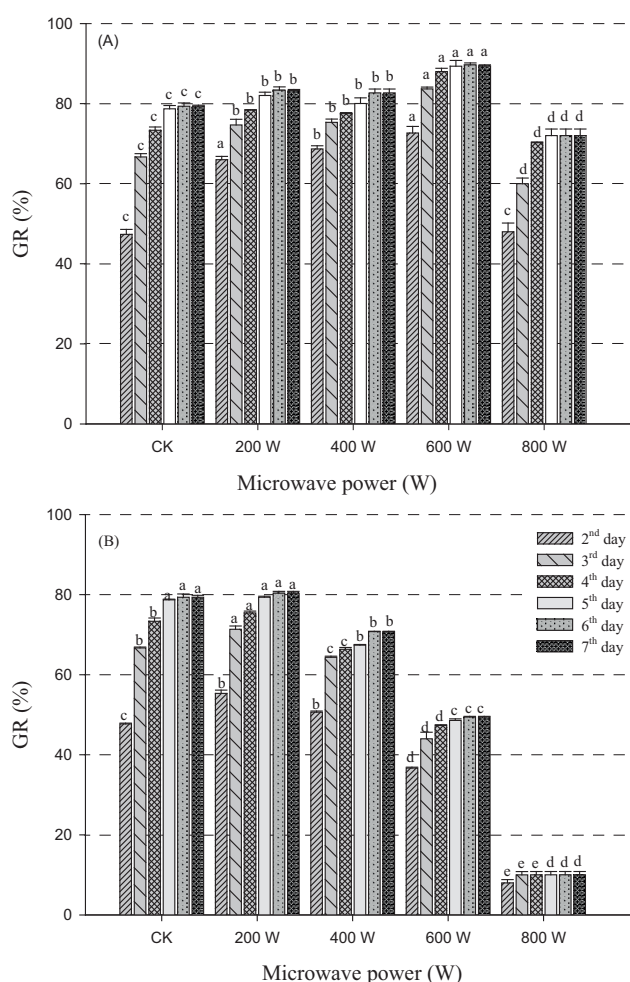 (A)
100
80
60
40
20
0
GR (%)
c c c c c c
a b b b b b
b b b b b b
a a a a a a
c d d d d d
CK 200 W 400 W 600 W 800 W
Microwave power (W)
(B)
100
80
60
40
20
0
GR (%)
2nd day
3rd day
4th day
5th day
6th day
7th day
c b b a a a
b a a a a a
b c c b b b
d d d c c c
e e e d d d
CK 200 W 400 W 600 W 800 W
Microwave power (W)